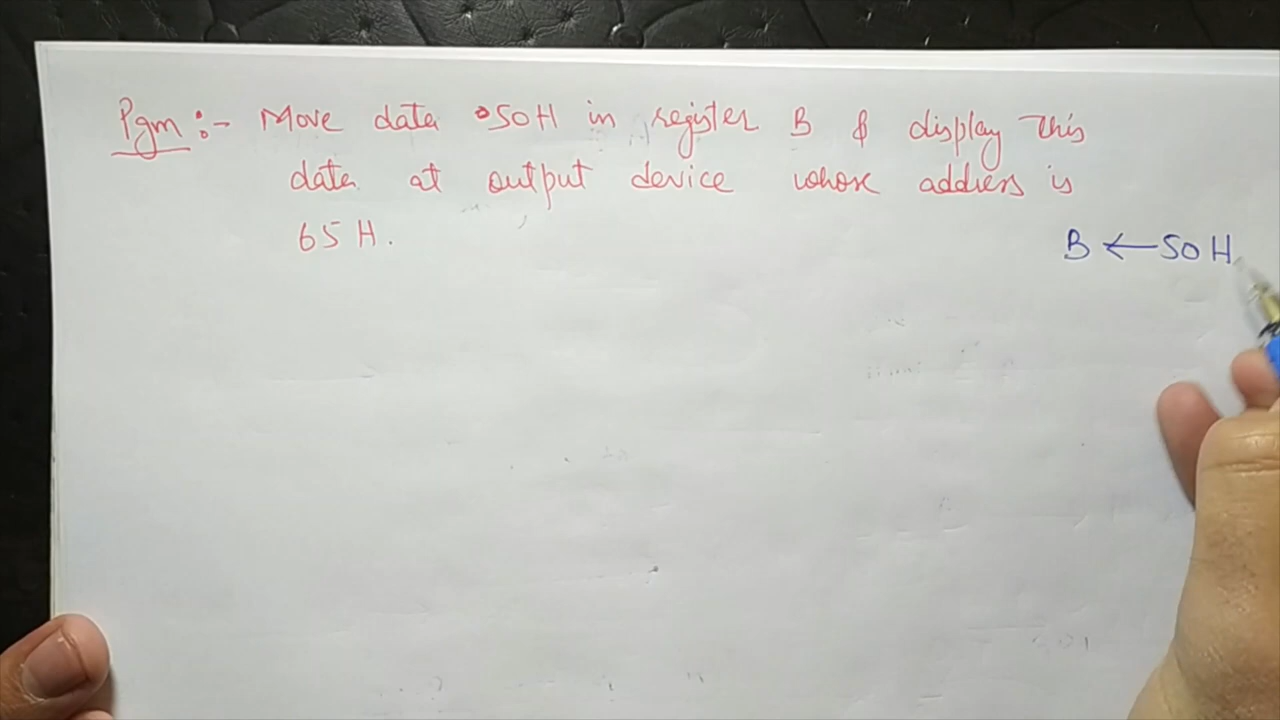 Pgm :- Move data 50H in register B & display this
data at output device whose address is
65 H.
B ← 50 H